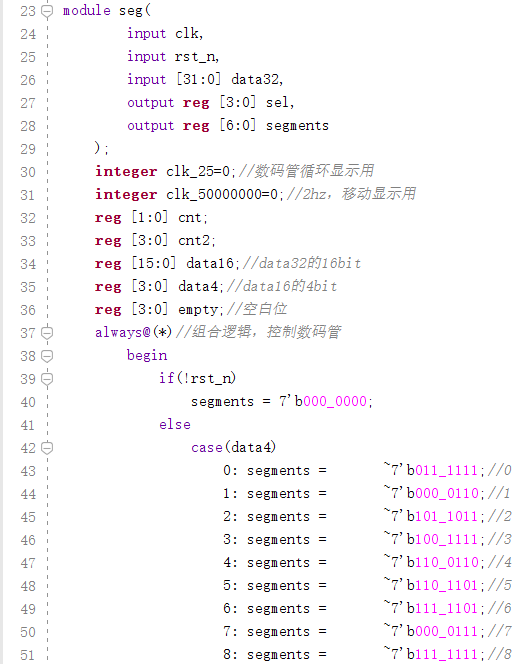 23 module seg(
24 input clk,
25 input rst_n,
26 input [31:0] data32,
27 output reg [3:0] sel,
28 output reg [6:0] segments
29 );
30 integer clk_25=0;//数码管循环显示用
31 integer clk_50000000=0;//2hz，移动显示用
32 reg [1:0] cnt;
33 reg [3:0] cnt2;
34 reg [15:0] data16;//data32的16bit
35 reg [3:0] data4;//data16的4bit
36 reg [3:0] empty;//空白位
37 always@(*)//组合逻辑，控制数码管
38 begin
39 if(!rst_n)
40 segments = 7'b000_0000;
41 else
42 case(data4)
43 0: segments = ~7'b011_1111;//0
44 1: segments = ~7'b000_0110;//1
45 2: segments = ~7'b101_1011;//2
46 3: segments = ~7'b100_1111;//3
47 4: segments = ~7'b110_0110;//4
48 5: segments = ~7'b110_1101;//5
49 6: segments = ~7'b111_1101;//6
50 7: segments = ~7'b000_0111;//7
51 8: segments = ~7'b111_1111;//8